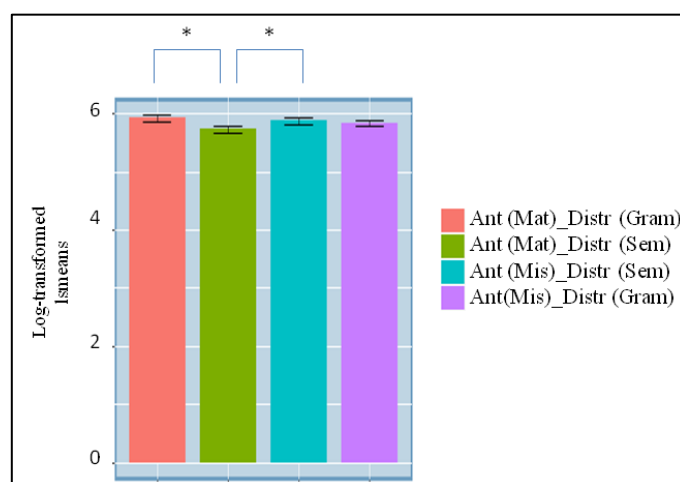 * *
6
4
2
0
Log-transformed
lsmeans
Ant (Mat)_Distr (Gram)
Ant (Mat)_Distr (Sem)
Ant (Mis)_Distr (Sem)
Ant(Mis)_Distr (Gram)